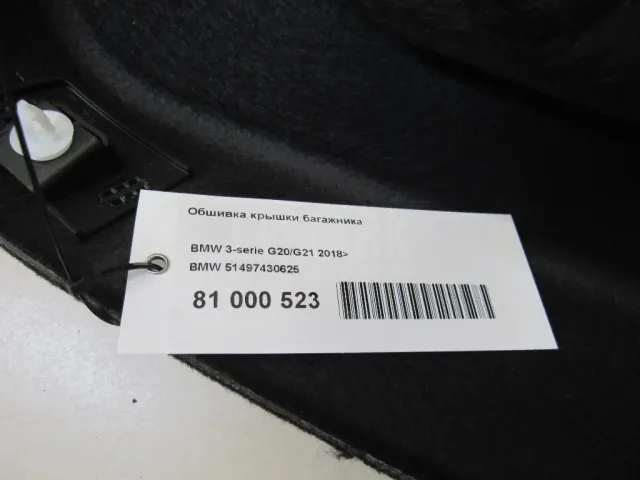 Обшивка крышки багажника
BMW 3-serie G20/G21 2018>
BMW 51497430625
81 000 523